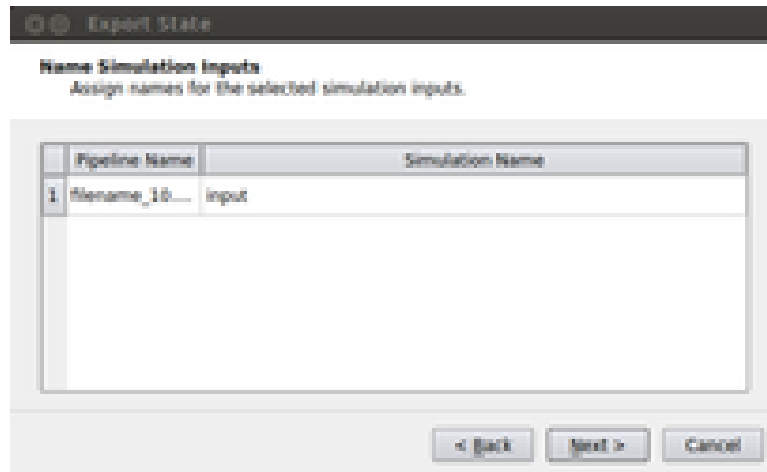 Export State
Name Simulation Inputs
Assign names for the selected simulation inputs.
Pipeline Name Simulation Name
1 filename_10.... input
< Back Next > Cancel